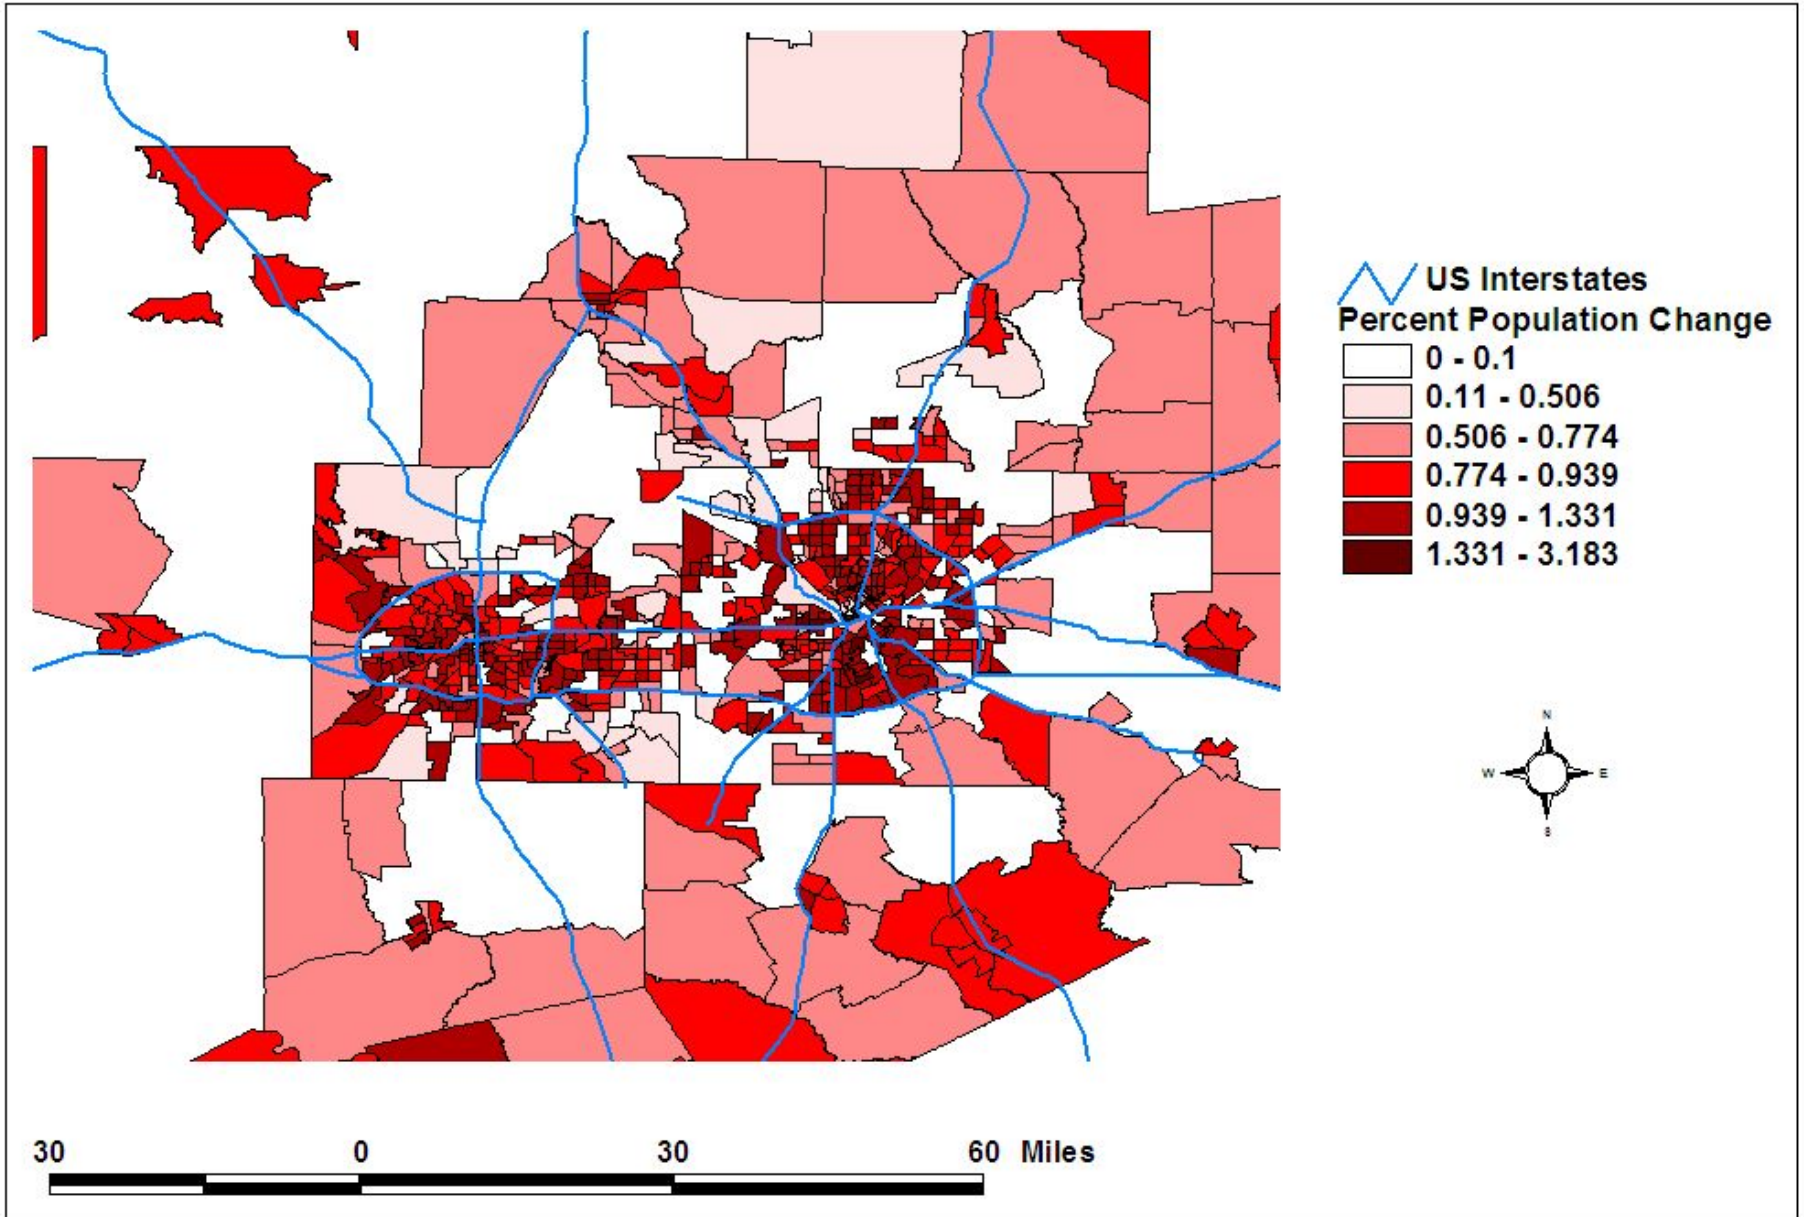 US Interstates
Percent Population Change
0 - 0.1
0.11 - 0.506
0.506 - 0.774
0.774 - 0.939
0.939 - 1.331
1.331 - 3.183
N
W E
S
30 0 30 60 Miles